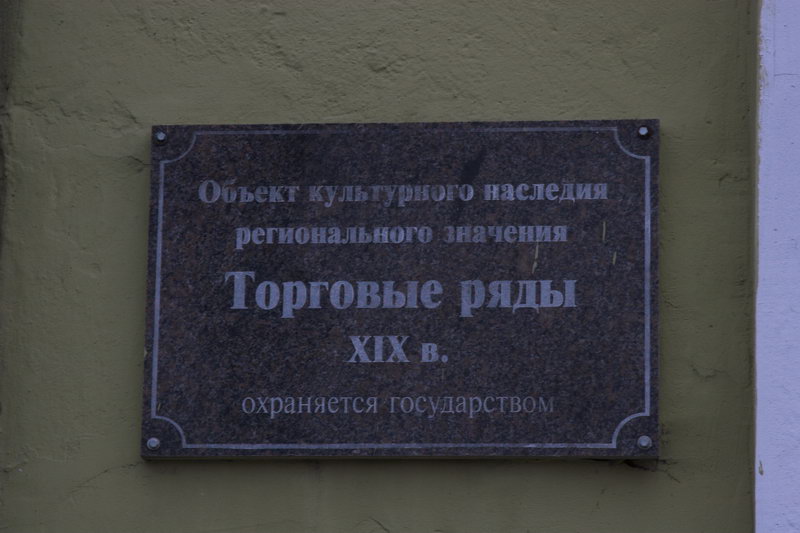 Объект культурного наследия
регионального значения
Торговые ряды
XIX в.
охраняется государством